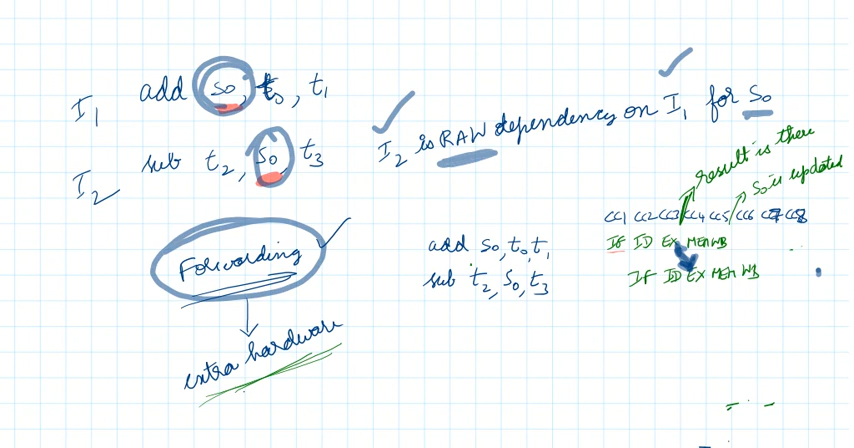 I1 add s0, t0, t1
I2 sub t2, s0, t3
I2 is RAW dependency on I1 for S0
result is there
S0 is updated
CC1 CC2 CC3 CC4 CC5 CC6 CC7 CC8
add s0, t0, t1 IF ID EX MEM WB
sub t2, s0, t3 IF ID EX MEM WB
Forwarding
extra hardware